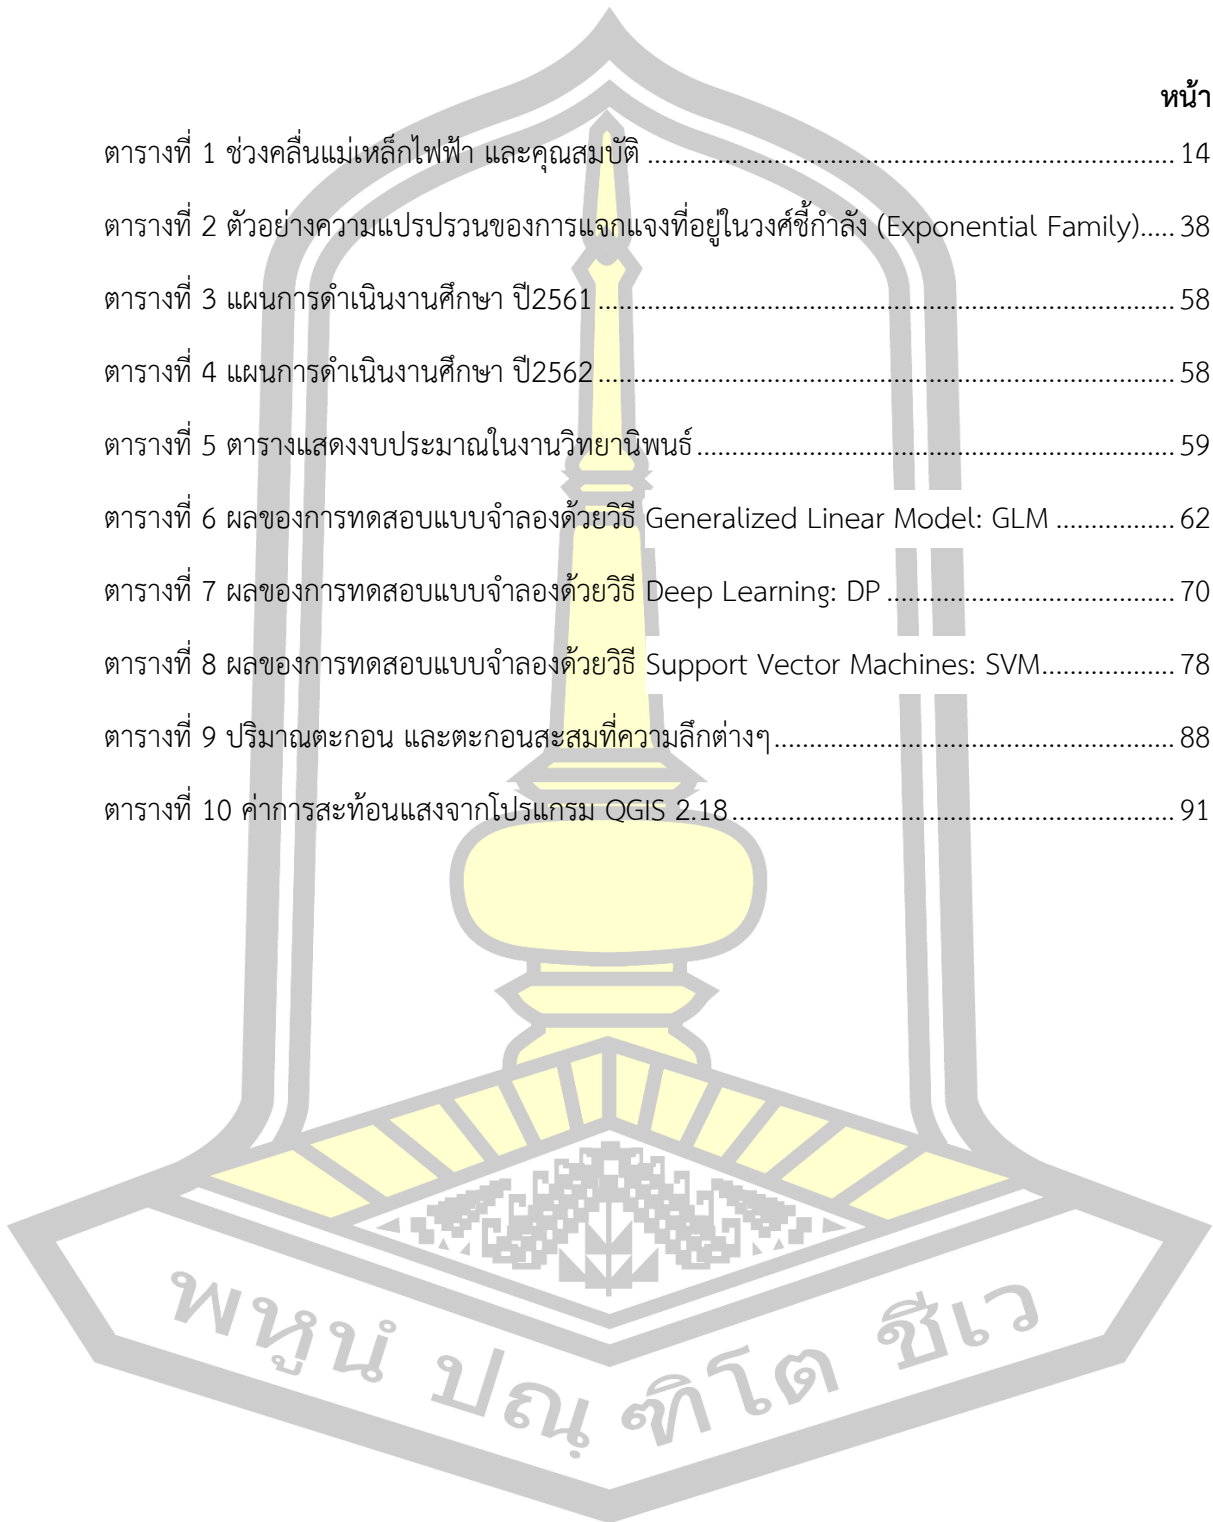 หน้า
ตารางที่ 1 ช่วงคลื่นแม่เหล็กไฟฟ้า และคุณสมบัติ ........................................................................ 14
ตารางที่ 2 ตัวอย่างความแปรปรวนของการแจกแจงที่อยู่ในวงศ์ชี้กำลัง (Exponential Family)..... 38
ตารางที่ 3 แผนการดำเนินงานศึกษา ปี2561 ............................................................................... 58
ตารางที่ 4 แผนการดำเนินงานศึกษา ปี2562 ............................................................................... 58
ตารางที่ 5 ตารางแสดงงบประมาณในงานวิทยานิพนธ์ ................................................................. 59
ตารางที่ 6 ผลของการทดสอบแบบจำลองด้วยวิธี Generalized Linear Model: GLM ................ 62
ตารางที่ 7 ผลของการทดสอบแบบจำลองด้วยวิธี Deep Learning: DP ....................................... 70
ตารางที่ 8 ผลของการทดสอบแบบจำลองด้วยวิธี Support Vector Machines: SVM.................. 78
ตารางที่ 9 ปริมาณตะกอน และตะกอนสะสมที่ความลึกต่างๆ ...................................................... 88
ตารางที่ 10 ค่าการสะท้อนแสงจากโปรแกรม QGIS 2.18 ............................................................ 91
พหูนํ ปณฺ ฑิโต ชีเว